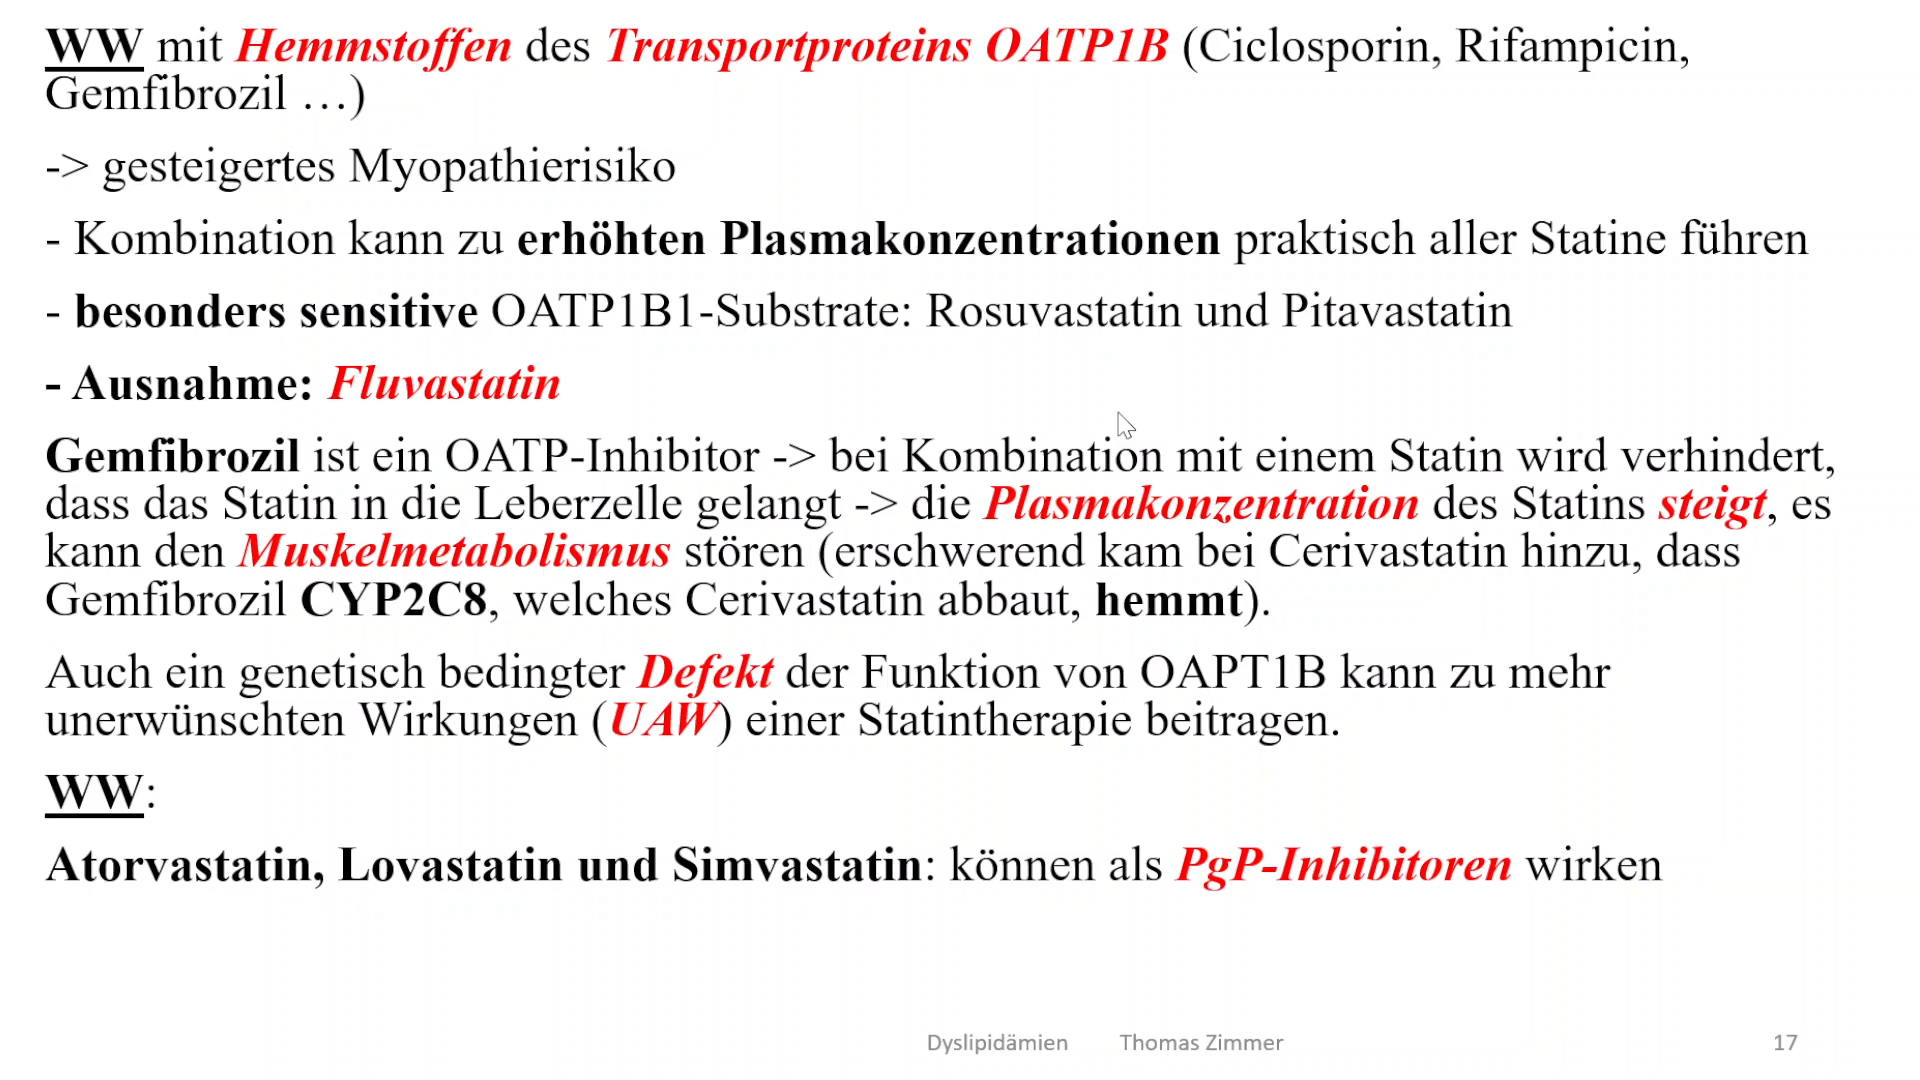 WW mit Hemmstoffen des Transportproteins OATP1B (Ciclosporin, Rifampicin,
Gemfibrozil …)
-> gesteigertes Myopathierisiko
- Kombination kann zu erhöhten Plasmakonzentrationen praktisch aller Statine führen
- besonders sensitive OATP1B1-Substrate: Rosuvastatin und Pitavastatin
- Ausnahme: Fluvastatin
Gemfibrozil ist ein OATP-Inhibitor -> bei Kombination mit einem Statin wird verhindert,
dass das Statin in die Leberzelle gelangt -> die Plasmakonzentration des Statins steigt, es
kann den Muskelmetabolismus stören (erschwerend kam bei Cerivastatin hinzu, dass
Gemfibrozil CYP2C8, welches Cerivastatin abbaut, hemmt).
Auch ein genetisch bedingter Defekt der Funktion von OAPT1B kann zu mehr
unerwünschten Wirkungen (UAW) einer Statintherapie beitragen.
WW:
Atorvastatin, Lovastatin und Simvastatin: können als PgP-Inhibitoren wirken
Dyslipidämien Thomas Zimmer 17